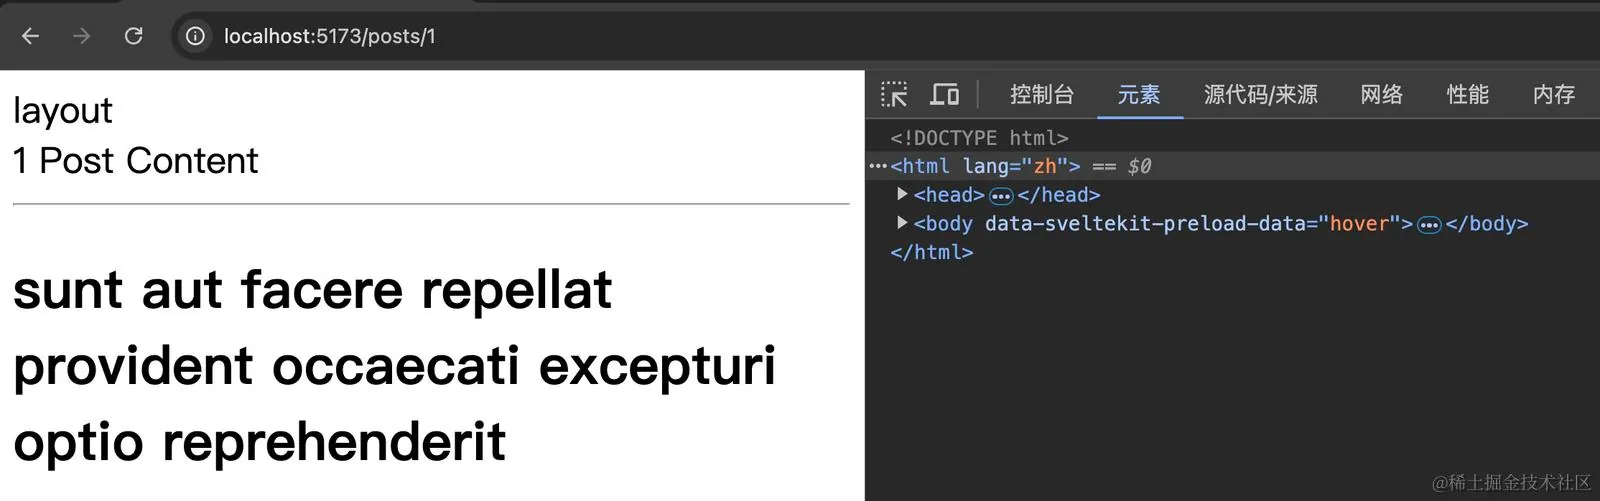 localhost:5173/posts/1
layout
1 Post Content
sunt aut facere repellat
provident occaecati excepturi
optio reprehenderit
控制台 元素 源代码/来源 网络 性能 内存
<!DOCTYPE html>
<html lang="zh"> == $0
<head>…</head>
<body data-sveltekit-preload-data="hover">…</body>
</html>
@稀土掘金技术社区